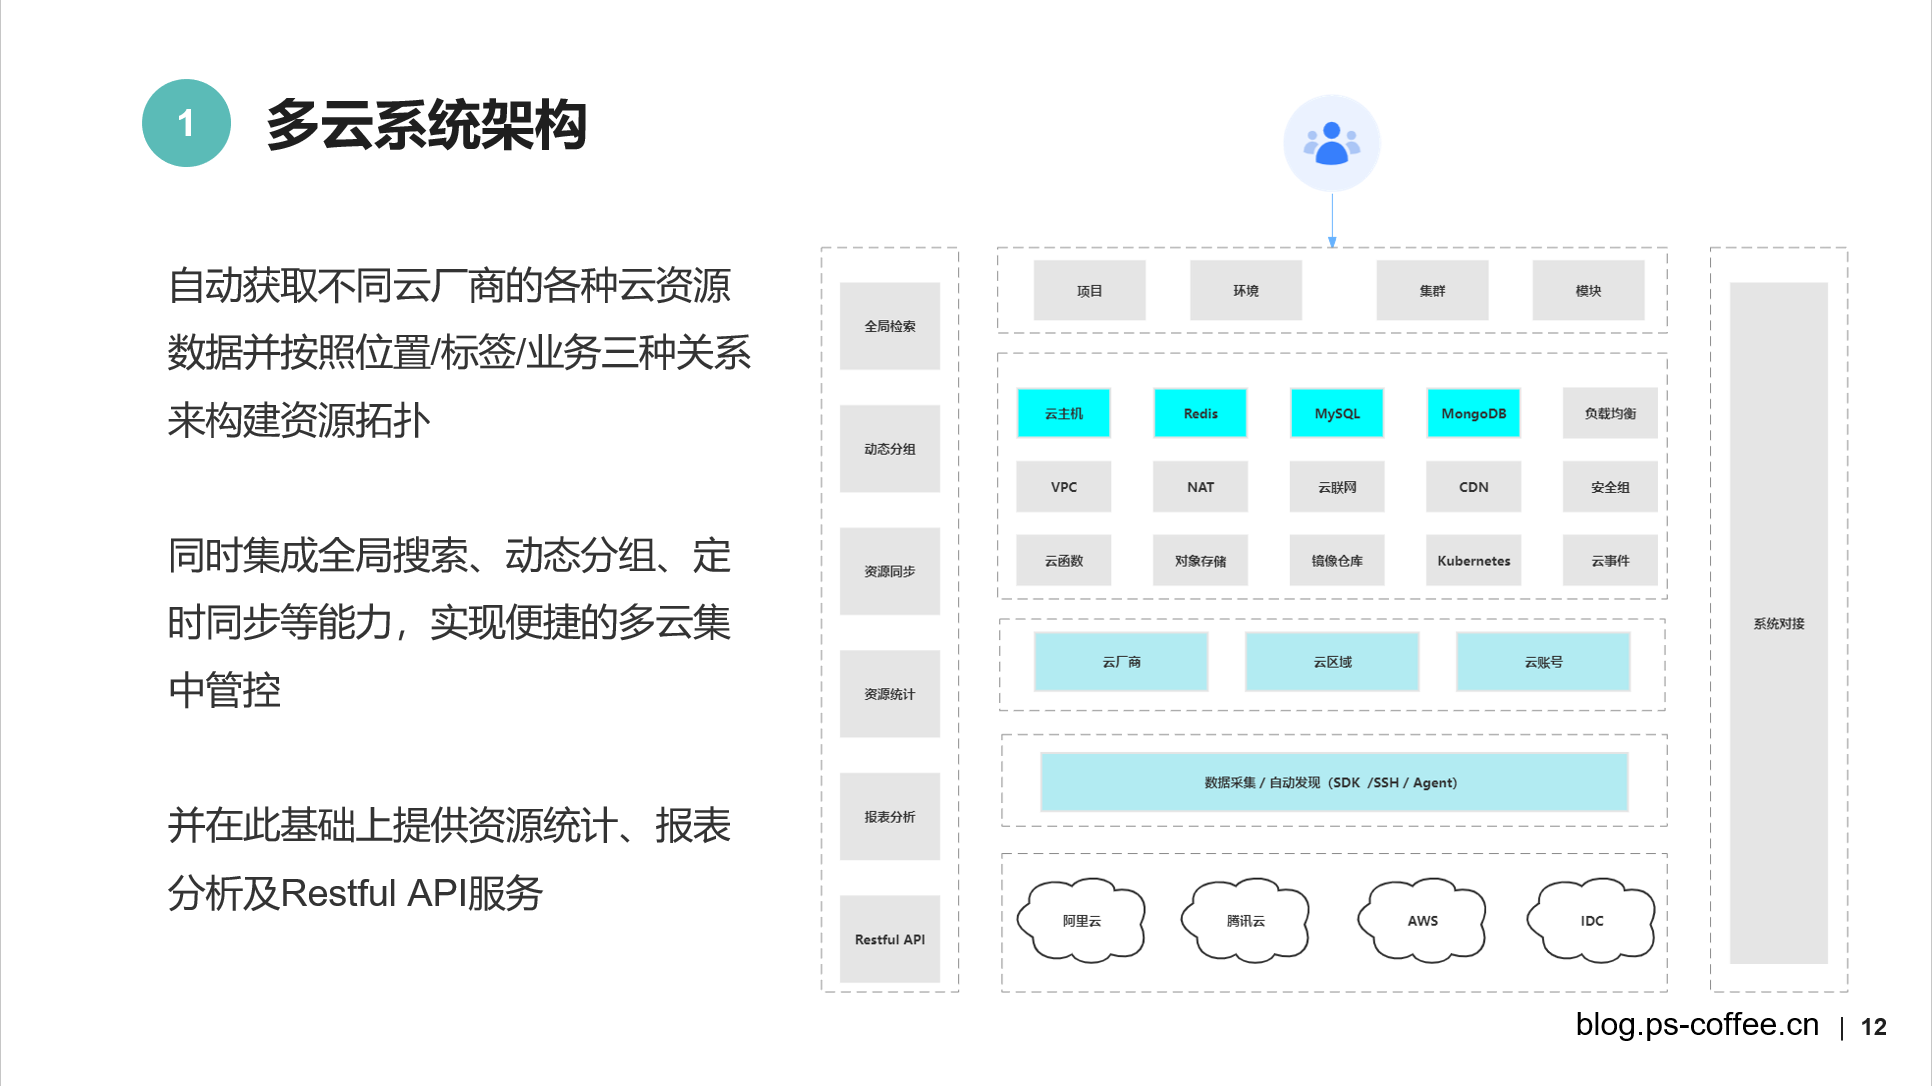 1
多云系统架构
自动获取不同云厂商的各种云资源
数据并按照位置/标签/业务三种关系
来构建资源拓扑
同时集成全局搜索、动态分组、定
时同步等能力，实现便捷的多云集
中管控
并在此基础上提供资源统计、报表
分析及Restful API服务
全局检索
动态分组
资源同步
资源统计
报表分析
Restful API
项目
环境
集群
模块
云主机
Redis
MySQL
MongoDB
负载均衡
VPC
NAT
云联网
CDN
安全组
云函数
对象存储
镜像仓库
Kubernetes
云事件
云厂商
云区域
云账号
数据采集 / 自动发现（SDK /SSH / Agent）
阿里云
腾讯云
AWS
IDC
系统对接
blog.ps-coffee.cn | 12